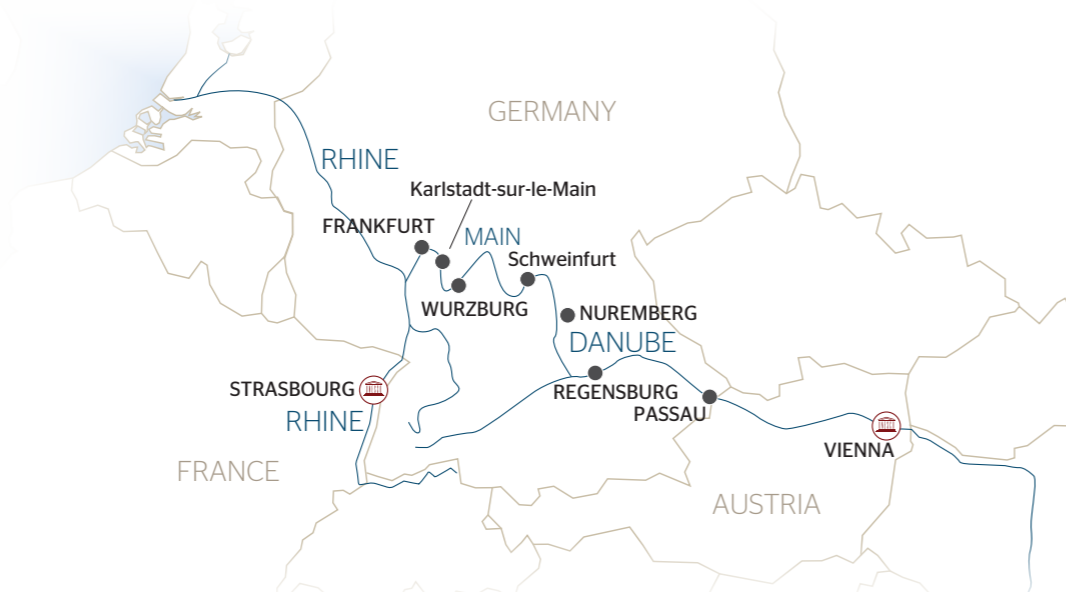 GERMANY
RHINE
Karlstadt-sur-le-Main
FRANKFURT
MAIN
Schweinfurt
WURZBURG
NUREMBERG
DANUBE
STRASBOURG
REGENSBURG
RHINE
PASSAU
VIENNA
FRANCE
AUSTRIA